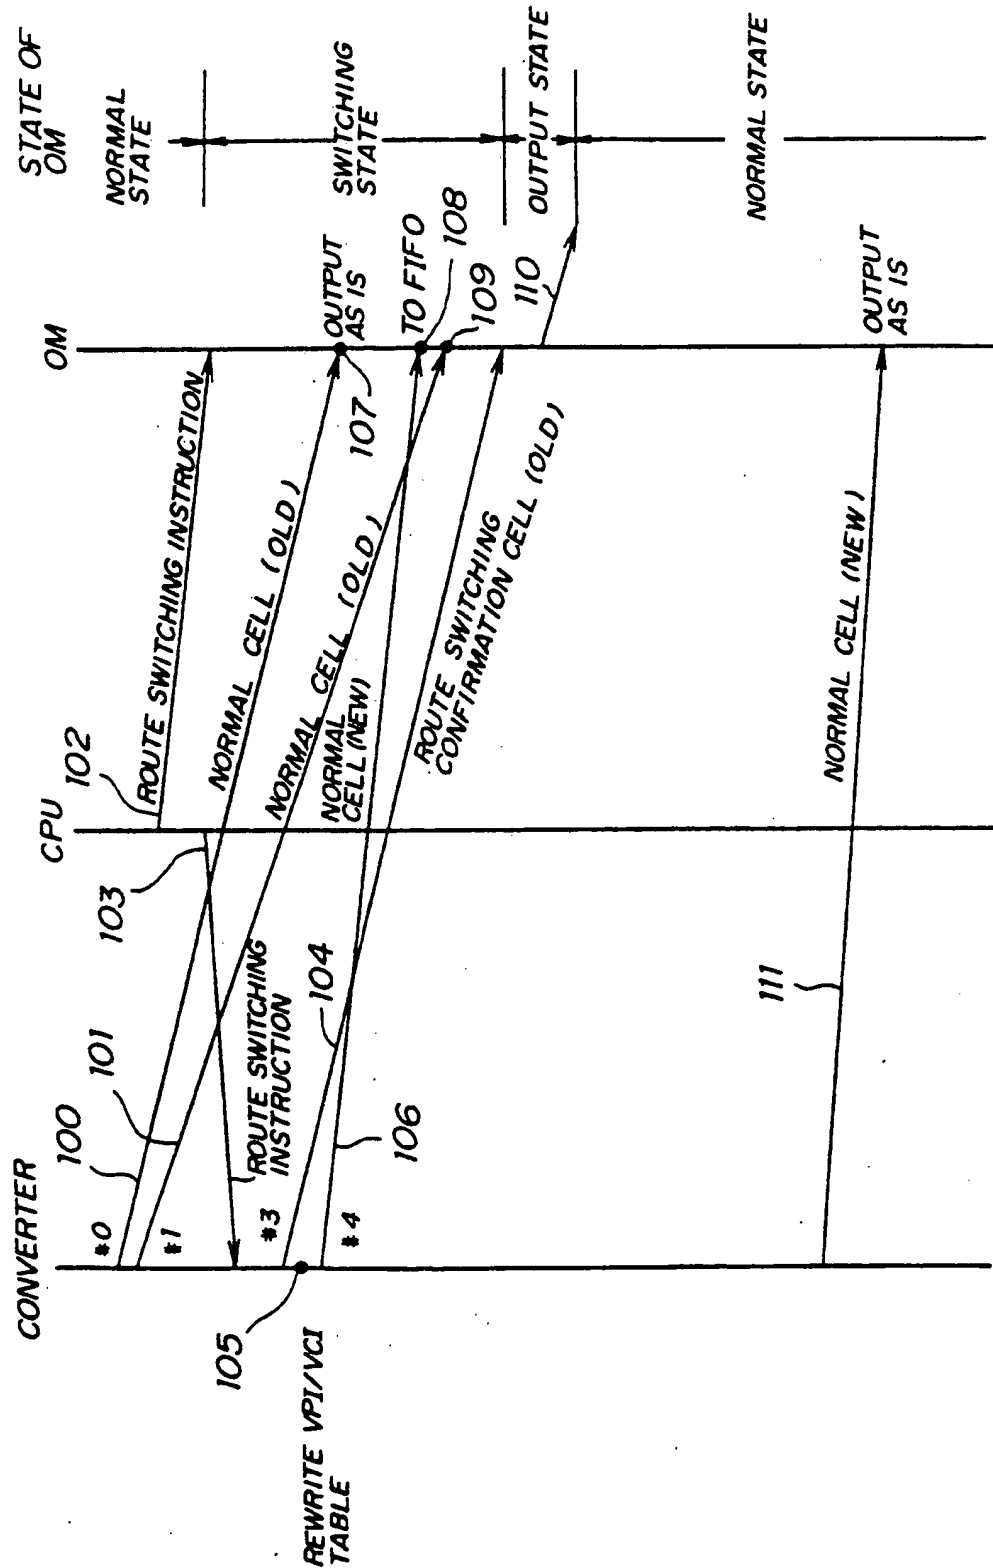 CONVERTER
CPU
OM
STATE OF
OM
#0
#1
100
101
102
103
ROUTE SWITCHING INSTRUCTION
NORMAL
STATE
NORMAL CELL (OLD)
ROUTE SWITCHING
INSTRUCTION
NORMAL CELL (OLD)
OUTPUT
AS IS
107
SWITCHING
STATE
#3
104
105
REWRITE VPI/VCI
TABLE
#4
106
NORMAL
CELL (NEW)
TO FIFO
108
109
ROUTE SWITCHING
CONFIRMATION CELL (OLD)
OUTPUT STATE
110
NORMAL STATE
111
NORMAL CELL (NEW)
OUTPUT
AS IS